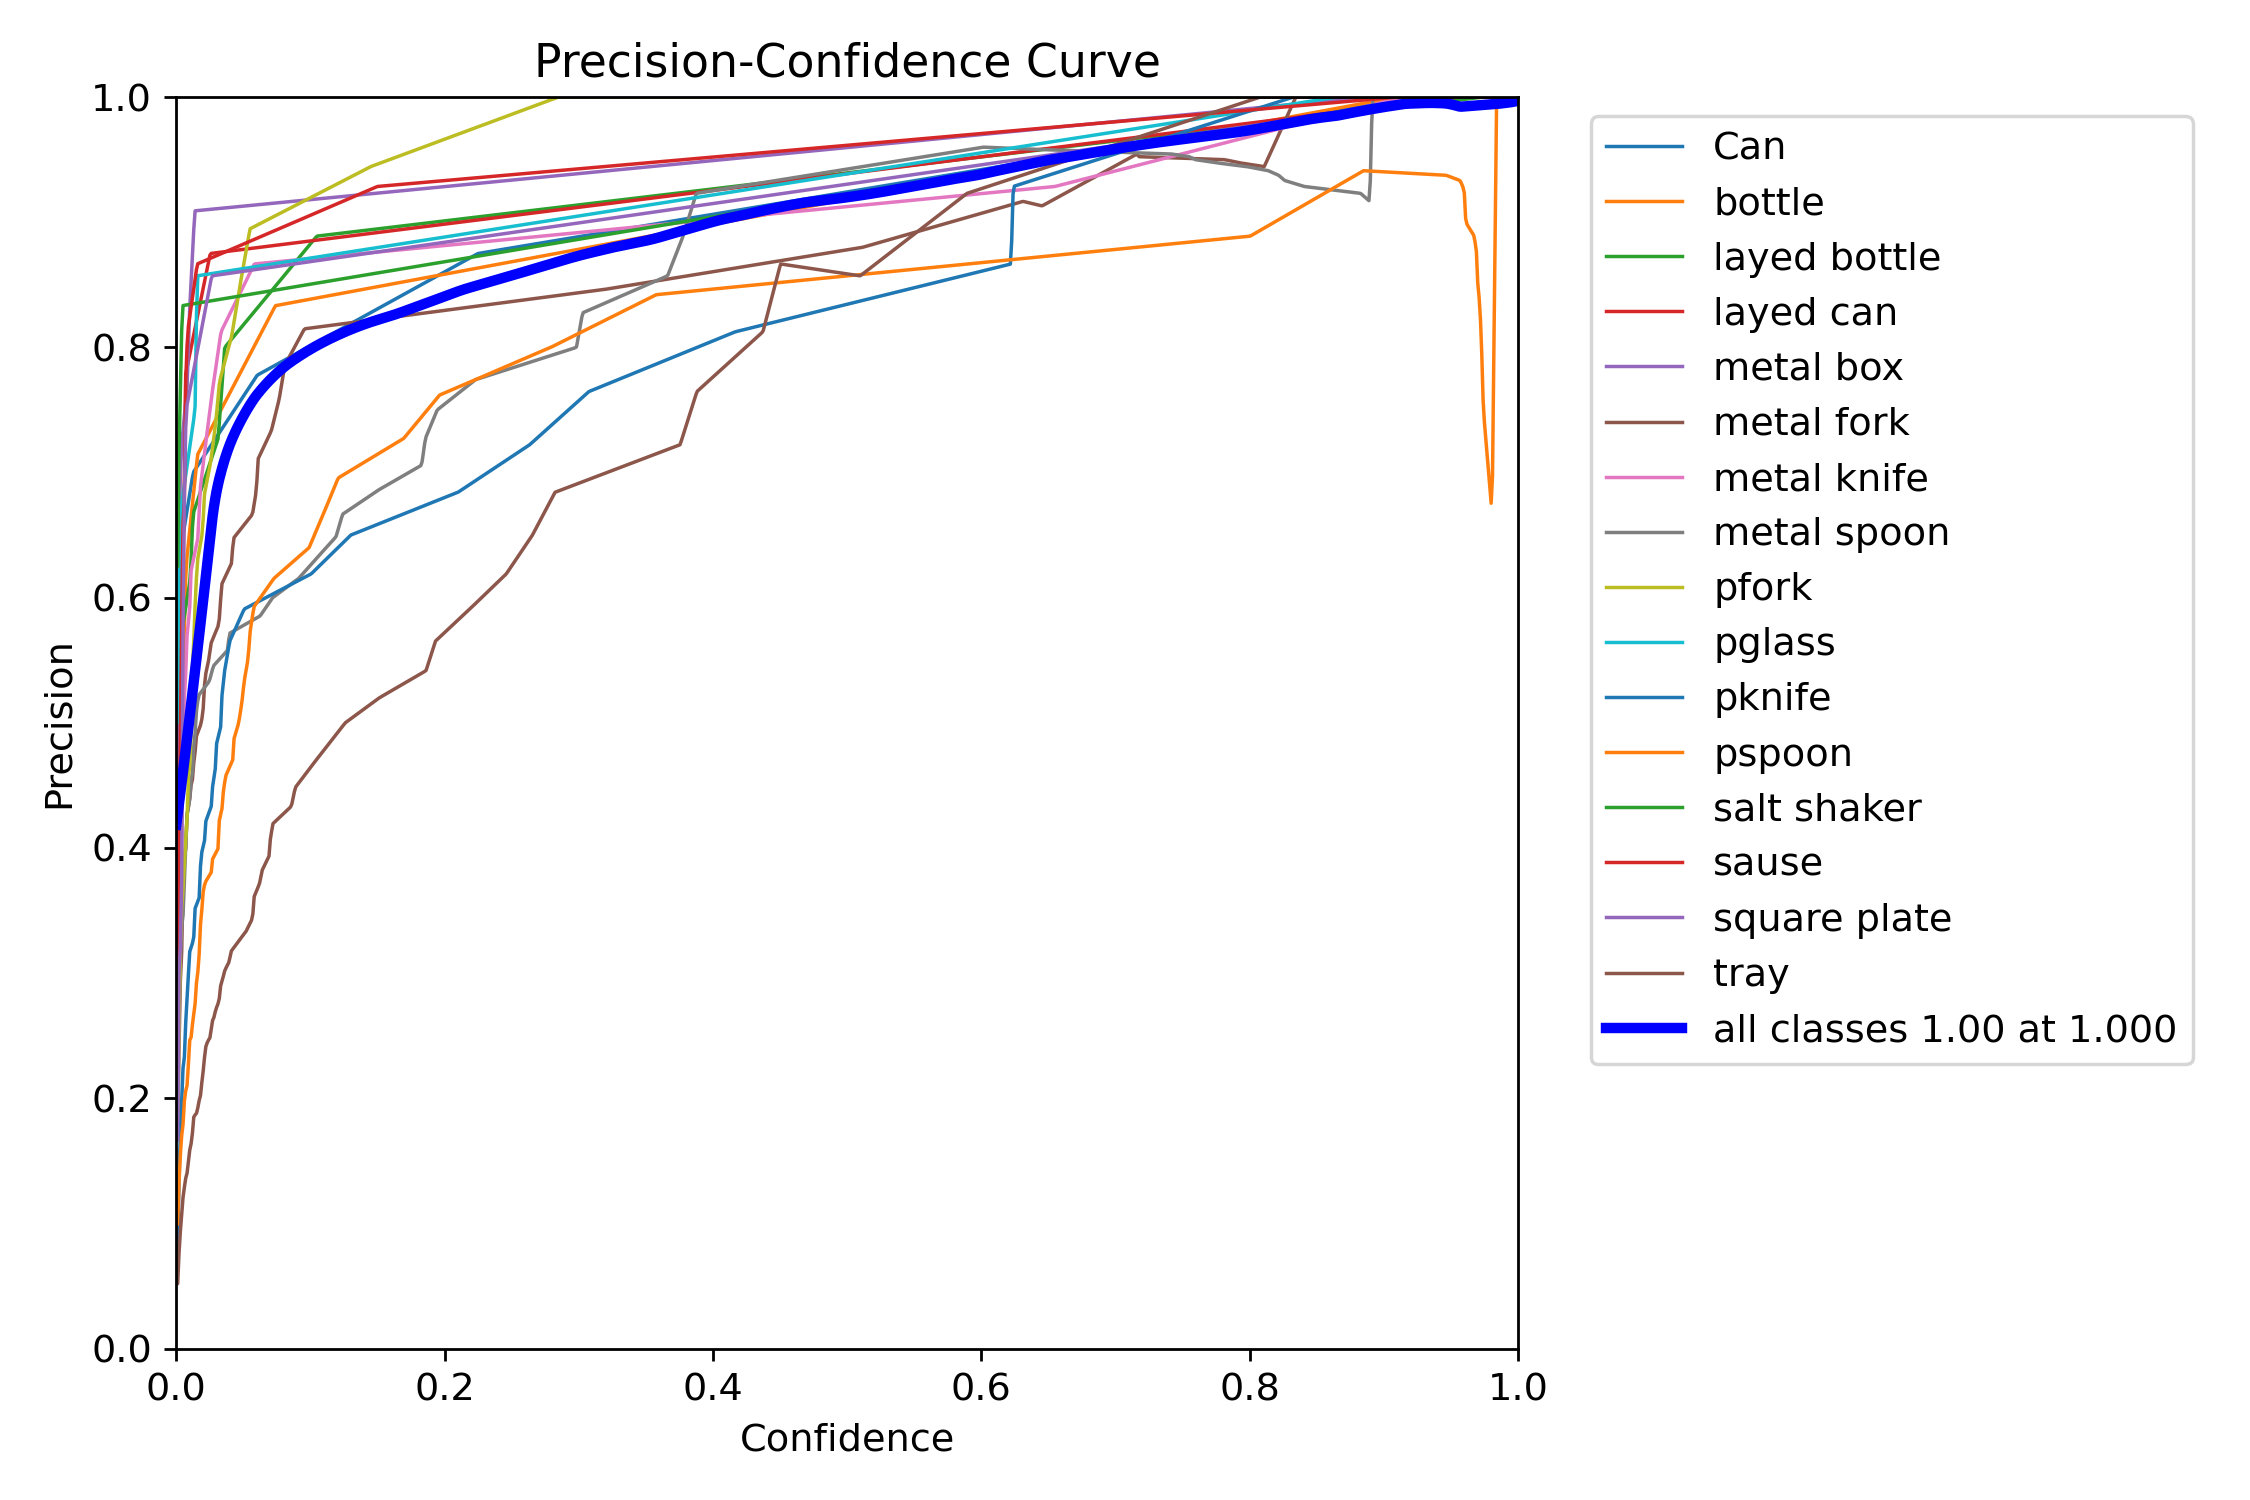 Precision-Confidence Curve
1.0
0.8
0.6
0.4
0.2
0.0
Precision
0.0 0.2 0.4 0.6 0.8 1.0
Confidence
Can
bottle
layed bottle
layed can
metal box
metal fork
metal knife
metal spoon
pfork
pglass
pknife
pspoon
salt shaker
sause
square plate
tray
all classes 1.00 at 1.000